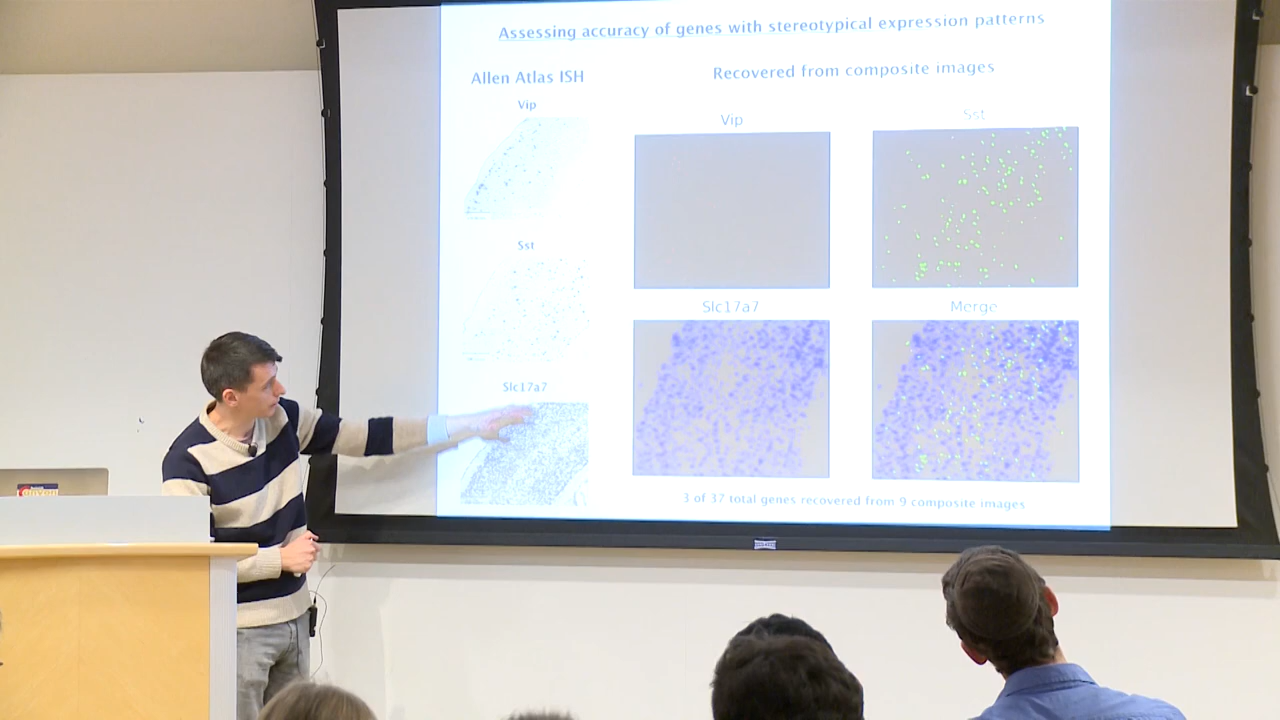 Assessing accuracy of genes with stereotypical expression patterns
Allen Atlas ISH
Recovered from composite images
Vip
Vip
Sst
Sst
Slc17a7
Merge
Slc17a7
3 of 37 total genes recovered from 9 composite images